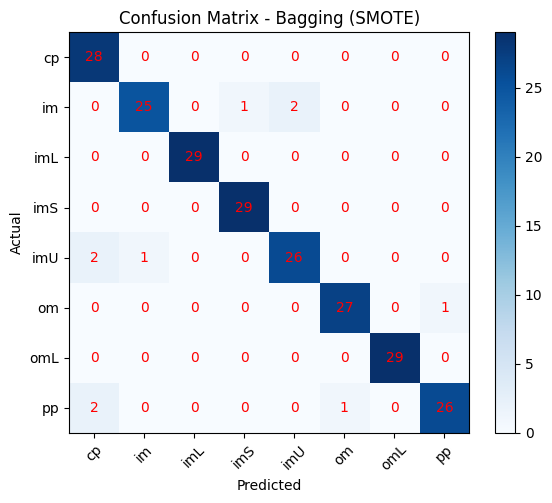 Confusion Matrix - Bagging (SMOTE)
Actual
cp 28 0 0 0 0 0 0 0
im 0 25 0 1 2 0 0 0
imL 0 0 29 0 0 0 0 0
imS 0 0 0 29 0 0 0 0
imU 2 1 0 0 26 0 0 0
om 0 0 0 0 0 27 0 1
omL 0 0 0 0 0 0 29 0
pp 2 0 0 0 0 1 0 26
cp im imL imS imU om omL pp
Predicted
25
20
15
10
5
0